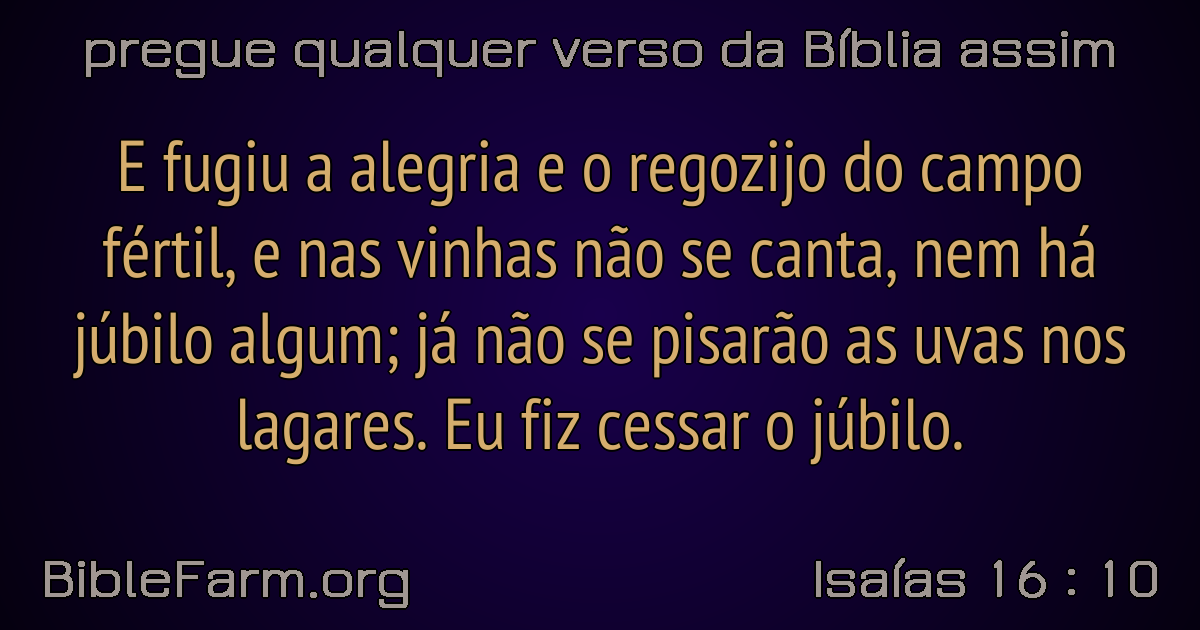 pregue qualquer verso da Bíblia assim
E fugiu a alegria e o regozijo do campo
fértil, e nas vinhas não se canta, nem há
júbilo algum; já não se pisarão as uvas nos
lagares. Eu fiz cessar o júbilo.
BibleFarm.org
Isaías 16 : 10